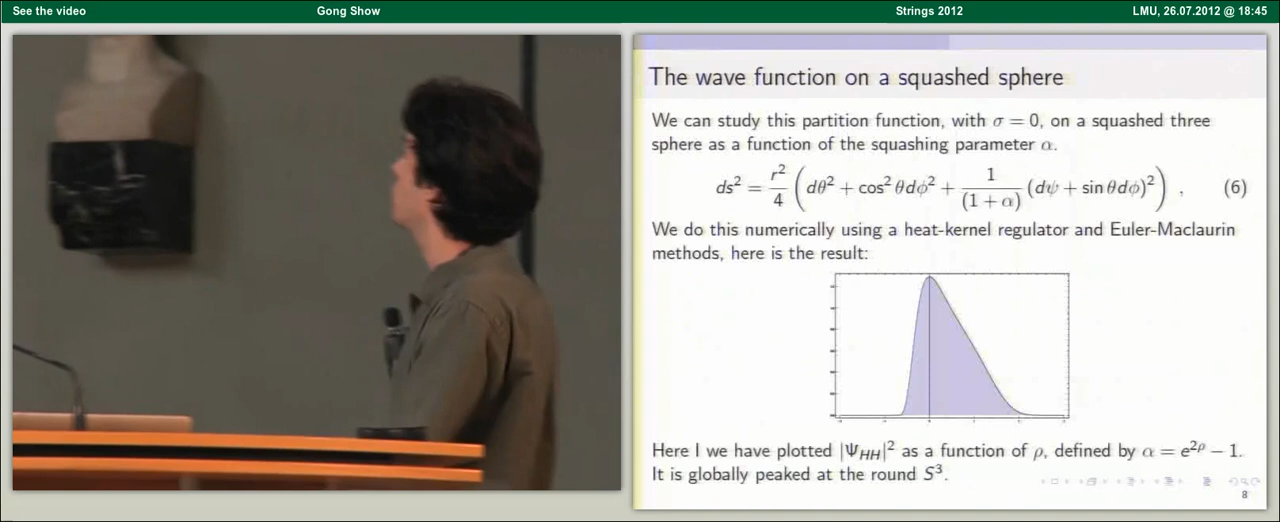 See the video Gong Show Strings 2012 LMU, 26.07.2012 @ 18:45
The wave function on a squashed sphere
We can study this partition function, with σ = 0, on a squashed three
sphere as a function of the squashing parameter α.
ds² = r²/4 ( dθ² + cos² θdϕ² + 1/(1 + α) (dψ + sin θdϕ)² ) , (6)
We do this numerically using a heat-kernel regulator and Euler-Maclaurin
methods, here is the result:
Here I we have plotted |Ψ_HH|² as a function of ρ, defined by α = e^{2ρ} − 1.
It is globally peaked at the round S³.
8